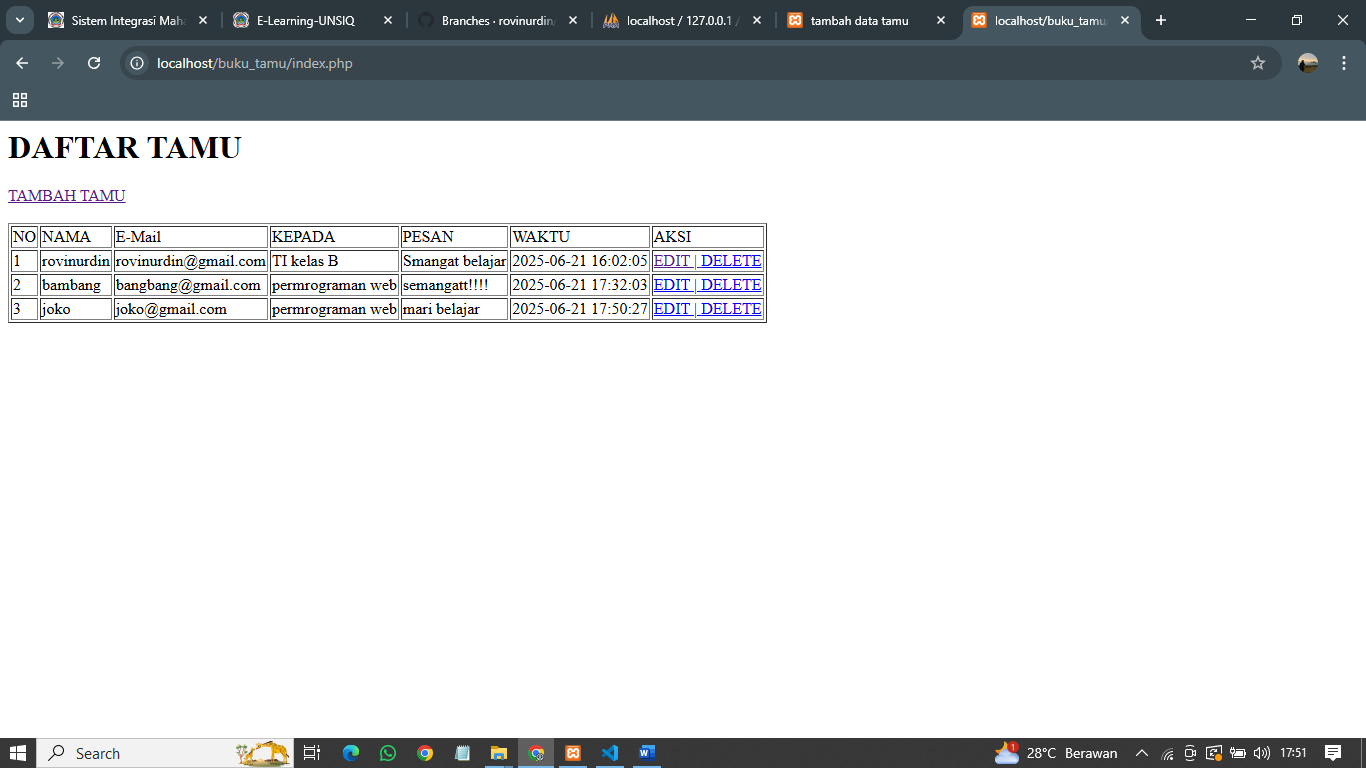 Sistem Integrasi Maha
E-Learning-UNSIQ
Branches · rovinurdin/
localhost / 127.0.0.1 /
tambah data tamu
localhost/buku_tamu/
localhost/buku_tamu/index.php
DAFTAR TAMU
TAMBAH TAMU
NO NAMA E-Mail KEPADA PESAN WAKTU AKSI
1 rovinurdin rovinurdin@gmail.com TI kelas B Smangat belajar 2025-06-21 16:02:05 EDIT | DELETE
2 bambang bangbang@gmail.com permrograman web semangatt!!!! 2025-06-21 17:32:03 EDIT | DELETE
3 joko joko@gmail.com permrograman web mari belajar 2025-06-21 17:50:27 EDIT | DELETE
Search
1
28°C Berawan
17:51